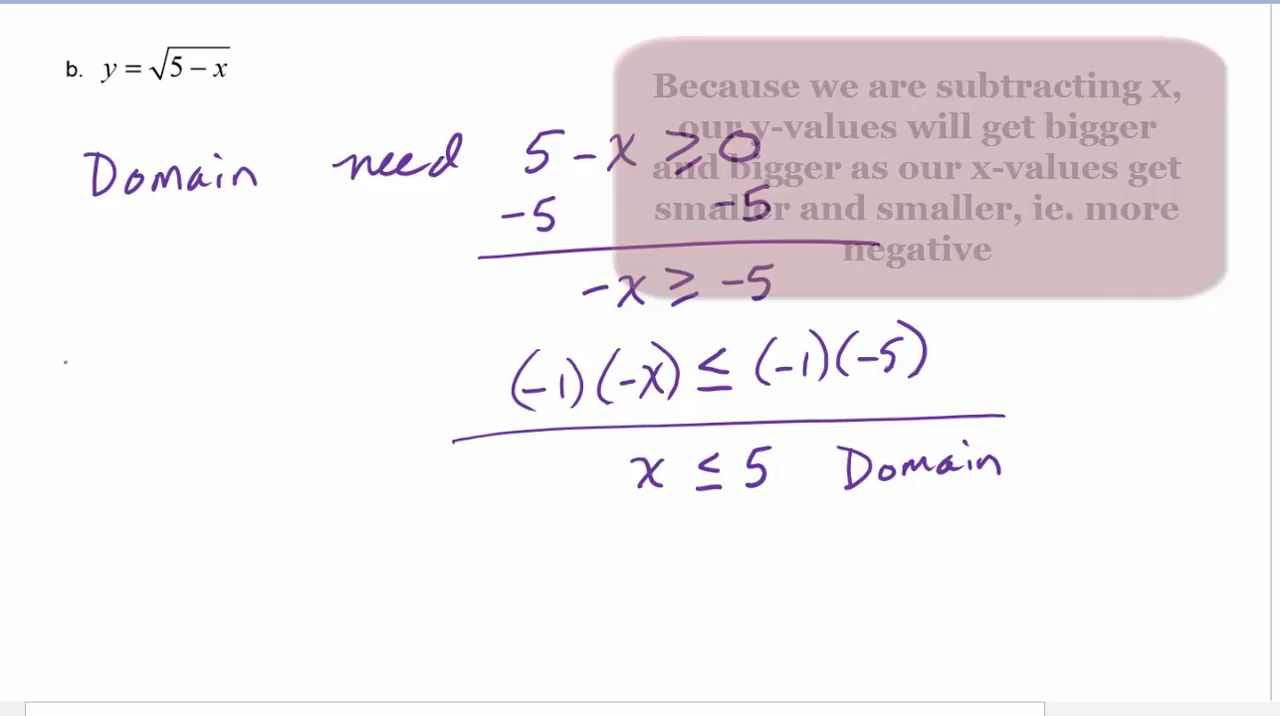 b. y = √5 − x
Because we are subtracting x,
our y-values will get bigger
and bigger as our x-values get
smaller and smaller, ie. more
negative
Domain need 5 - x ≥ 0
-5 -5
-x ≥ -5
(-1)(-x) ≤ (-1)(-5)
x ≤ 5 Domain